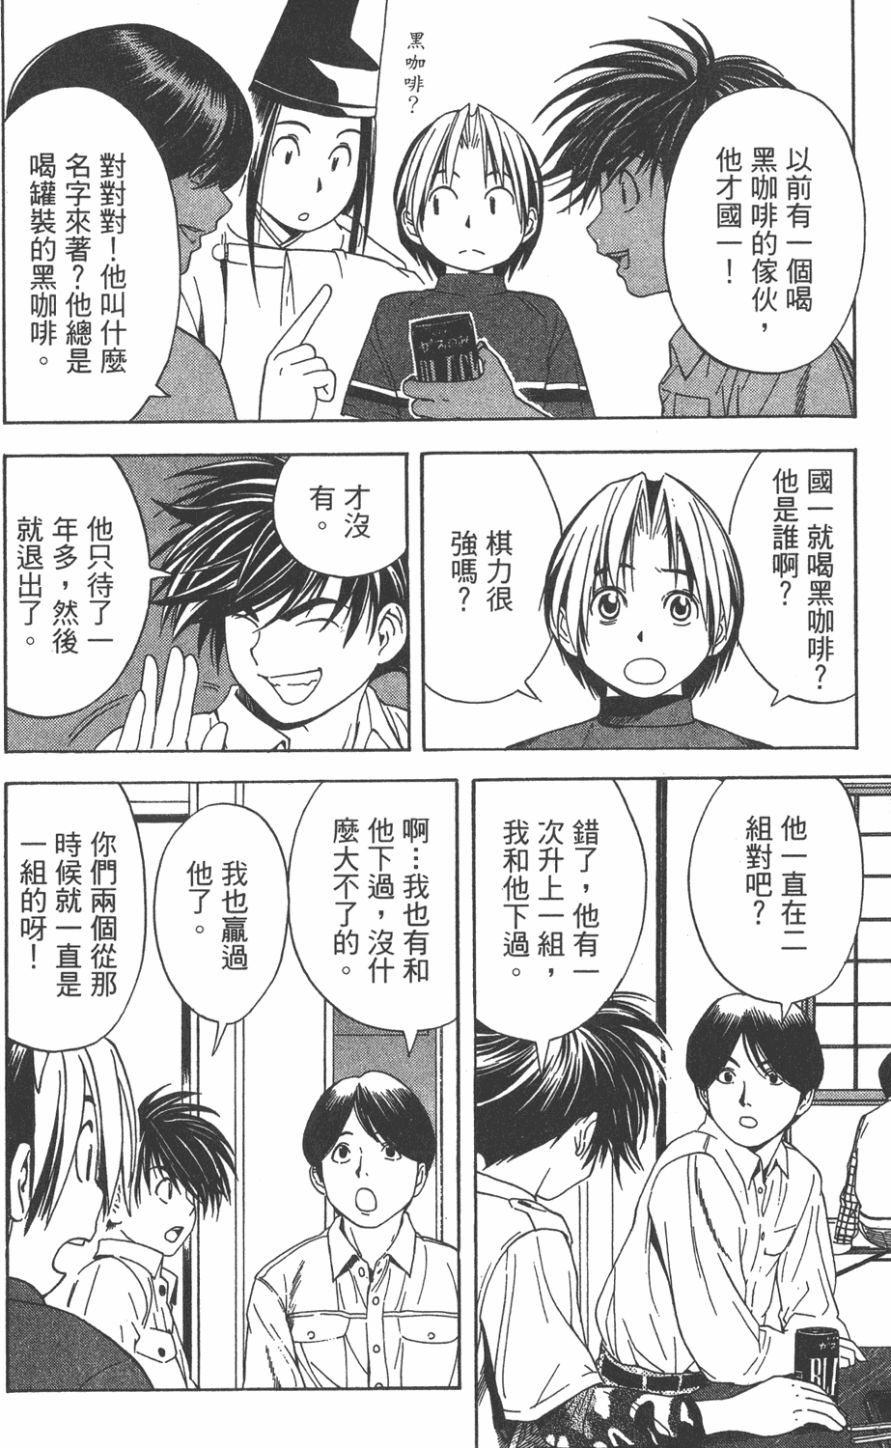 以前有一個喝
黑咖啡的傢伙，
他才國一！
黑咖啡？
對對對！他叫什麼
名字來著？他總是
喝罐裝的黑咖啡。
國一就喝黑咖啡？
他是誰啊？
棋力很
強嗎？
才沒
有。
他只待了一
年多，然後
就退出了。
他一直在二
組對吧？
錯了，他有一
次升上一組，
我和他下過。
啊…我也有和
他下過，沒什
麼大不了的。
我也贏過
他了。
你們兩個從那
時候就一直是
一組的呀！